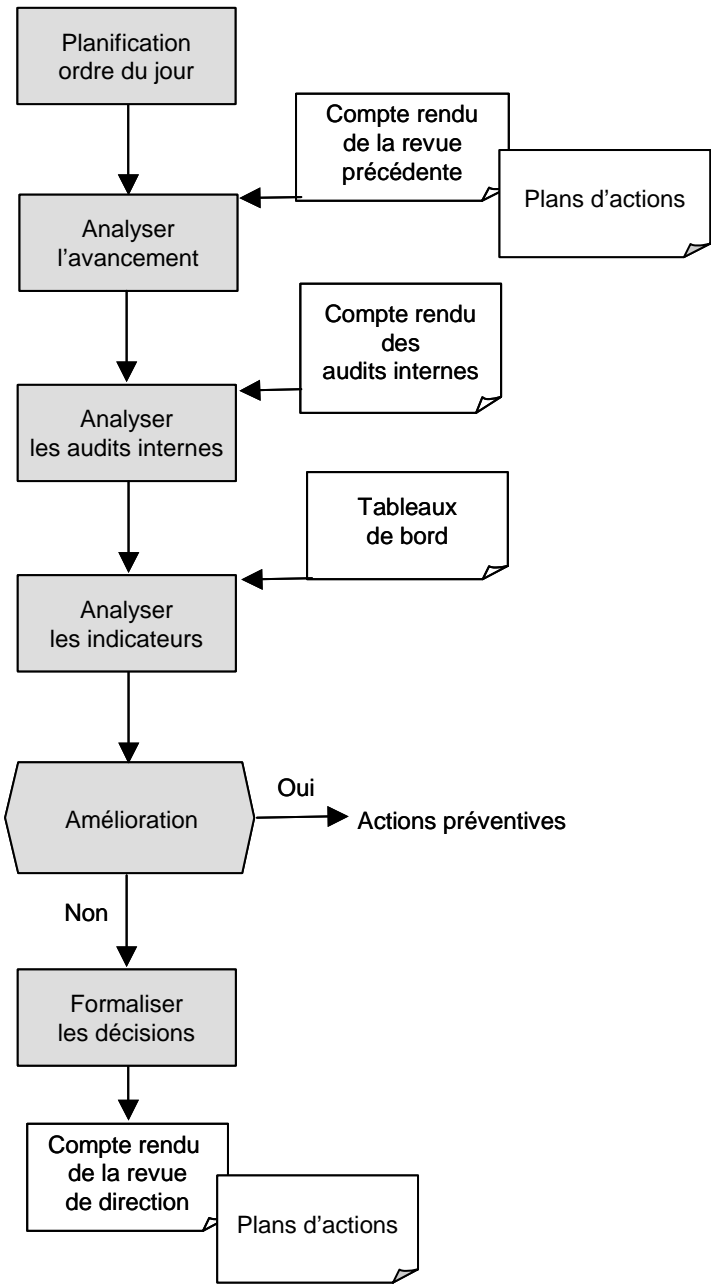 Planification
ordre du jour
Compte rendu
de la revue
précédente
Plans d'actions
Analyser
l'avancement
Compte rendu
des
audits internes
Analyser
les audits internes
Tableaux
de bord
Analyser
les indicateurs
Amélioration
Oui
Actions préventives
Non
Formaliser
les décisions
Compte rendu
de la revue
de direction
Plans d'actions